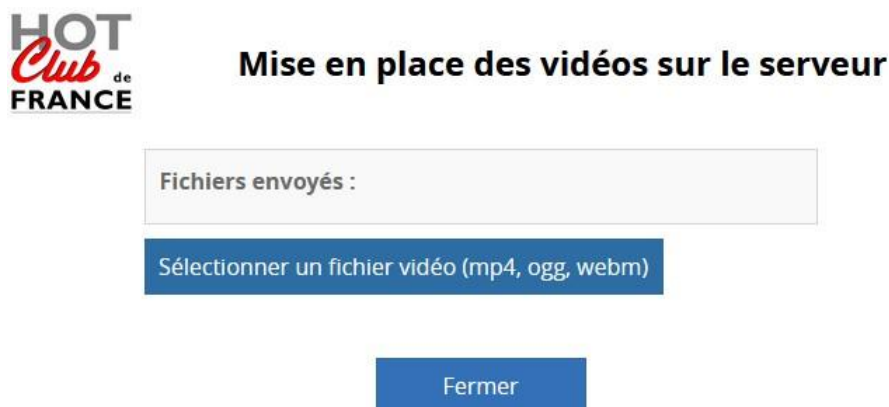 HOT
Club de
FRANCE
Mise en place des vidéos sur le serveur
Fichiers envoyés :
Sélectionner un fichier vidéo (mp4, ogg, webm)
Fermer